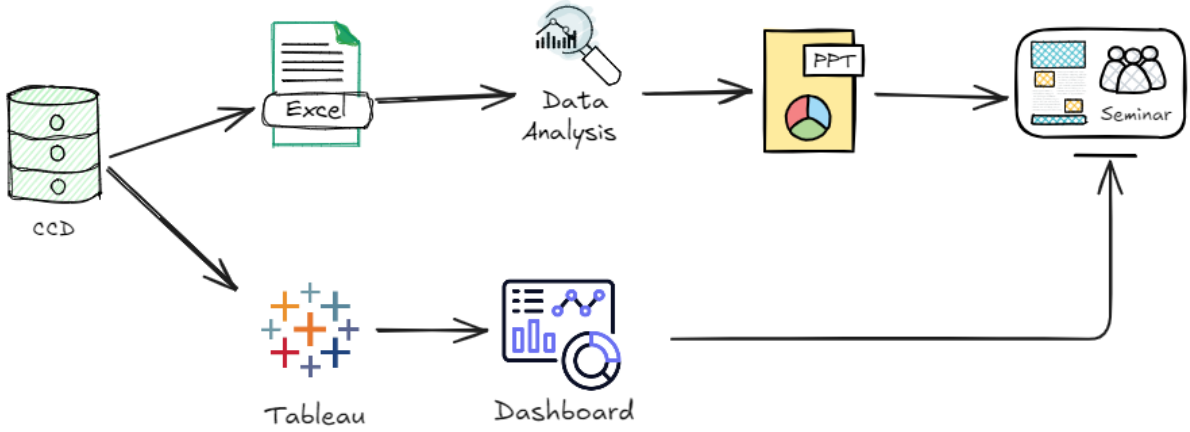 CCD
Excel
Data
Analysis
PPT
Seminar
Tableau
Dashboard